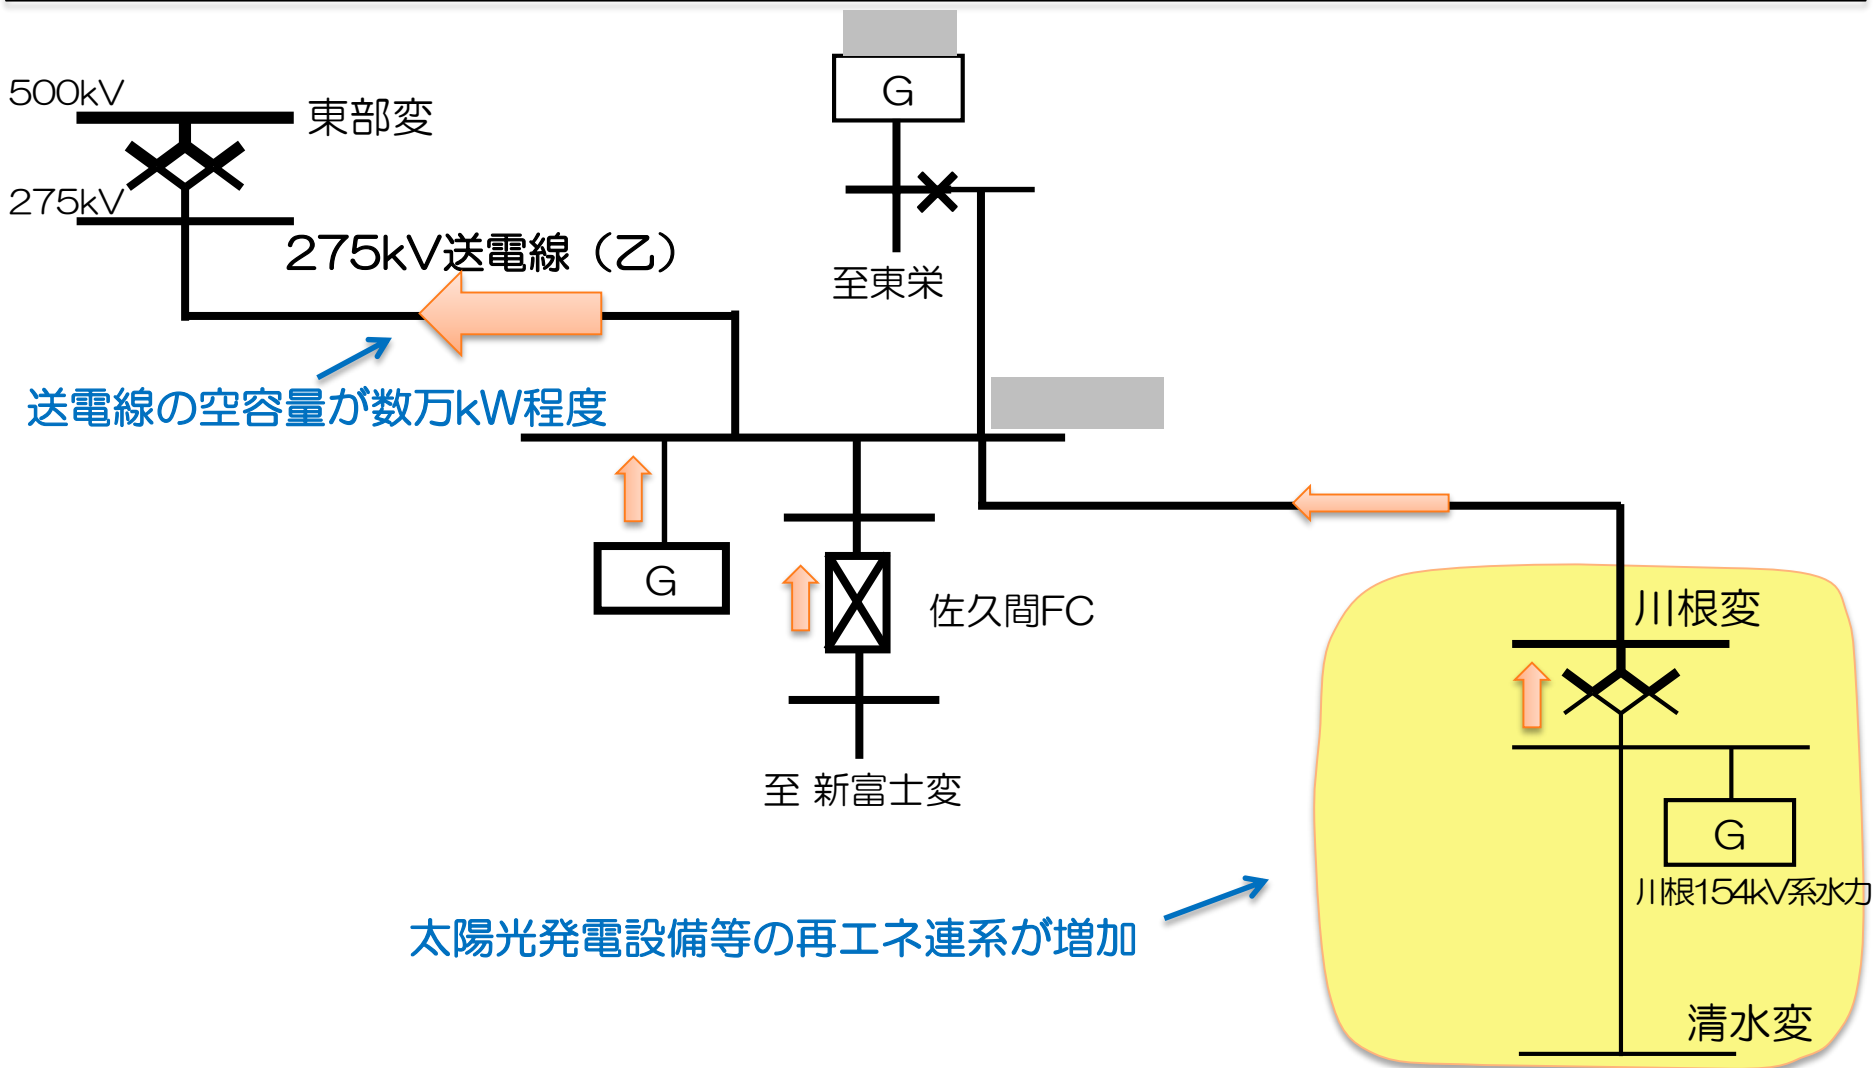 G
500kV
東部変
275kV
275kV送電線（乙）
至東栄
送電線の空容量が数万kW程度
G
佐久間FC
川根変
至 新富士変
G
川根154kV系水力
太陽光発電設備等の再エネ連系が増加
清水変